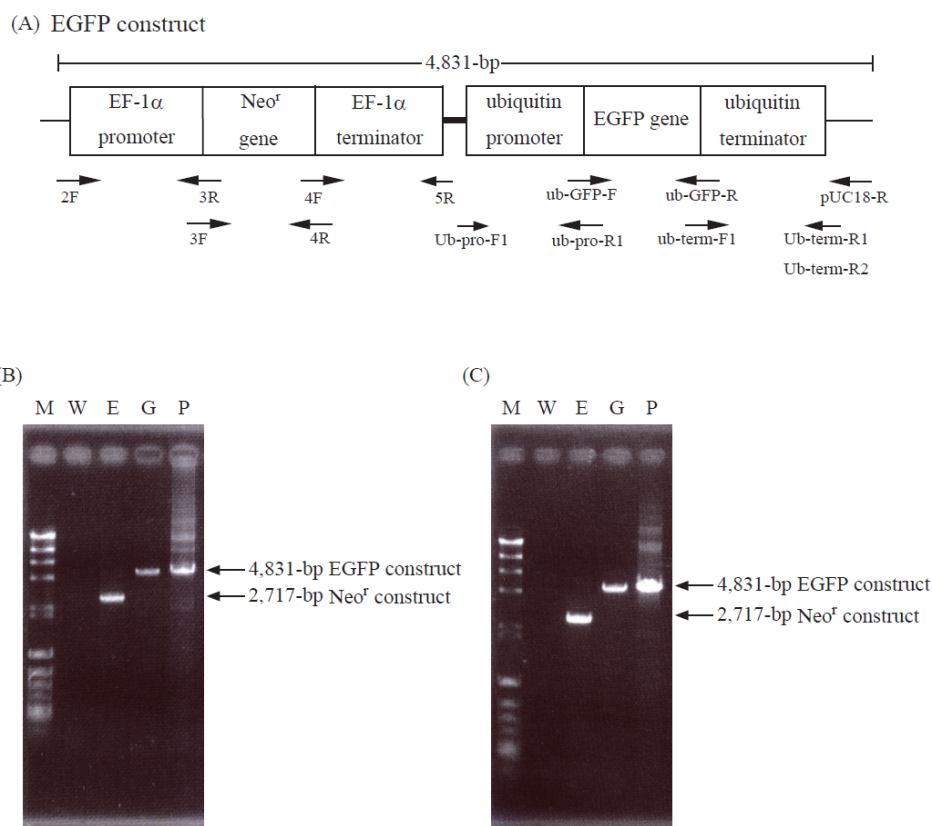 (A) EGFP construct
4,831-bp
EF-1α promoter
Neoʳ gene
EF-1α terminator
ubiquitin promoter
EGFP gene
ubiquitin terminator
2F 3R 4F 5R ub-GFP-F ub-GFP-R pUC18-R
3F 4R Ub-pro-F1 ub-pro-R1 ub-term-F1 Ub-term-R1
Ub-term-R2
(B)
M W E G P
4,831-bp EGFP construct
2,717-bp Neoʳ construct
(C)
M W E G P
4,831-bp EGFP construct
2,717-bp Neoʳ construct